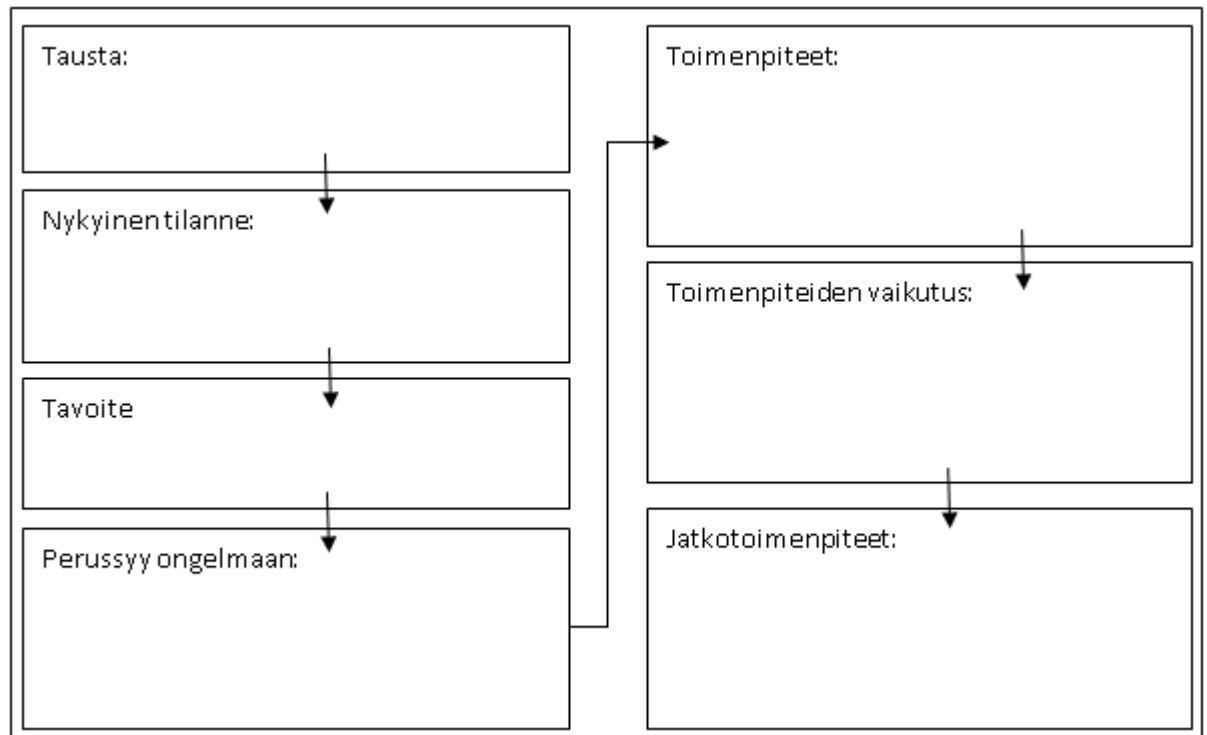 Tausta:
Nykyinen tilanne:
Tavoite
Perussyy ongelmaan:
Toimenpiteet:
Toimenpiteiden vaikutus:
Jatkotoimenpiteet: